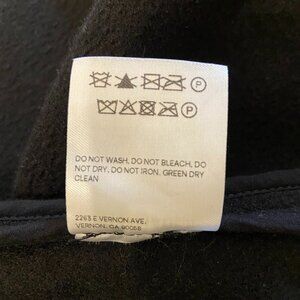 P
P
DO NOT WASH. DO NOT BLEACH. DO
NOT DRY. DO NOT IRON. GREEN DRY
CLEAN
2263 E VERNON AVE.
VERNON, CA 90058